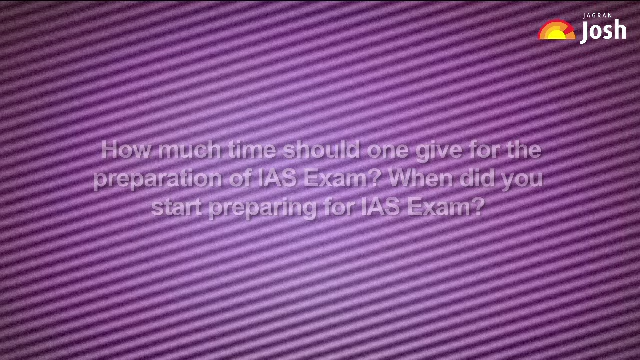 JAGRAN
Josh
How much time should one give for the
preparation of IAS Exam? When did you
start preparing for IAS Exam?